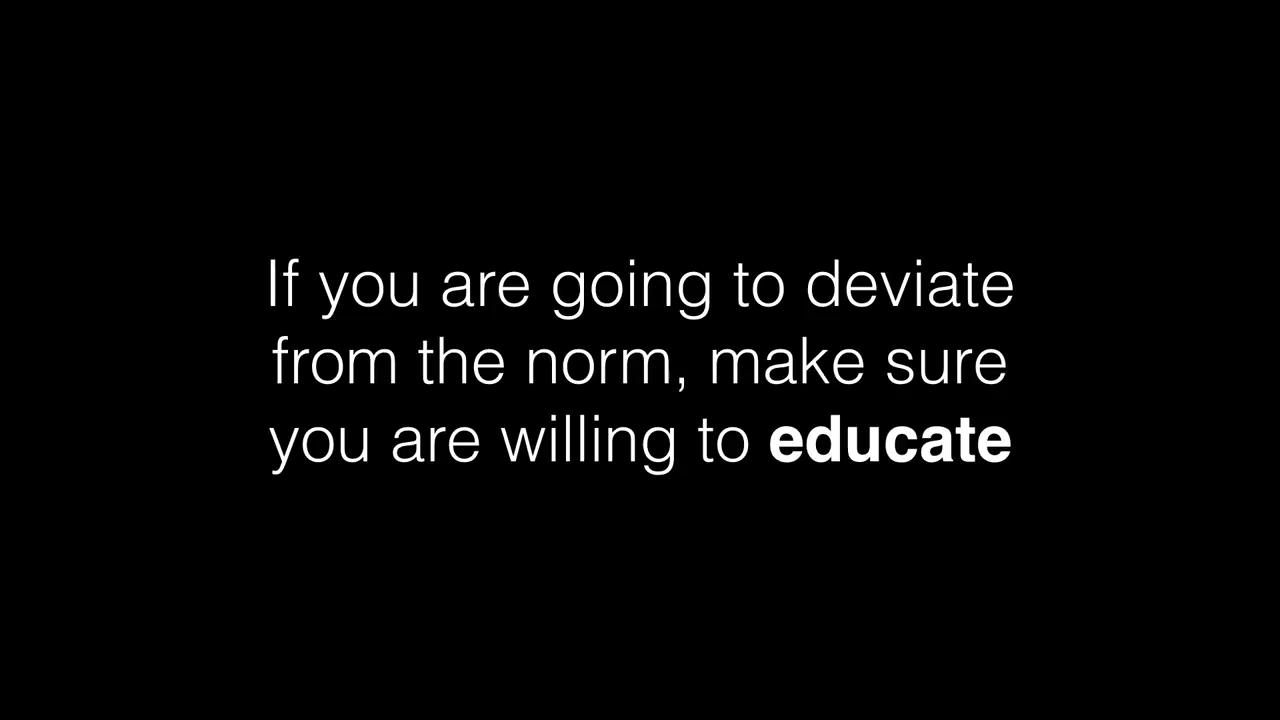 If you are going to deviate
from the norm, make sure
you are willing to educate